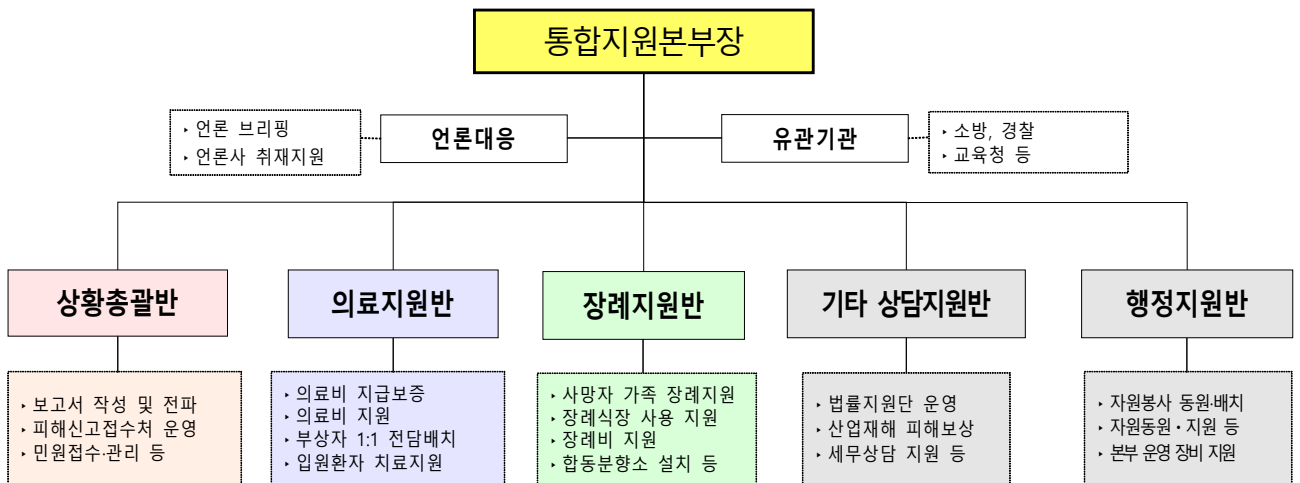 통합지원본부장
‣ 언론 브리핑
‣ 언론사 취재지원
언론대응
유관기관
‣ 소방, 경찰
‣ 교육청 등
상황총괄반
의료지원반
장례지원반
기타 상담지원반
행정지원반
‣ 보고서 작성 및 전파
‣ 피해신고접수처 운영
‣ 민원접수·관리 등
‣ 의료비 지급보증
‣ 의료비 지원
‣ 부상자 1:1 전담배치
‣ 입원환자 치료지원
‣ 사망자 가족 장례지원
‣ 장례식장 사용 지원
‣ 장례비 지원
‣ 합동분향소 설치 등
‣ 법률지원단 운영
‣ 산업재해 피해보상
‣ 세무상담 지원 등
‣ 자원봉사 동원·배치
‣ 자원동원・지원 등
‣ 본부 운영 장비 지원